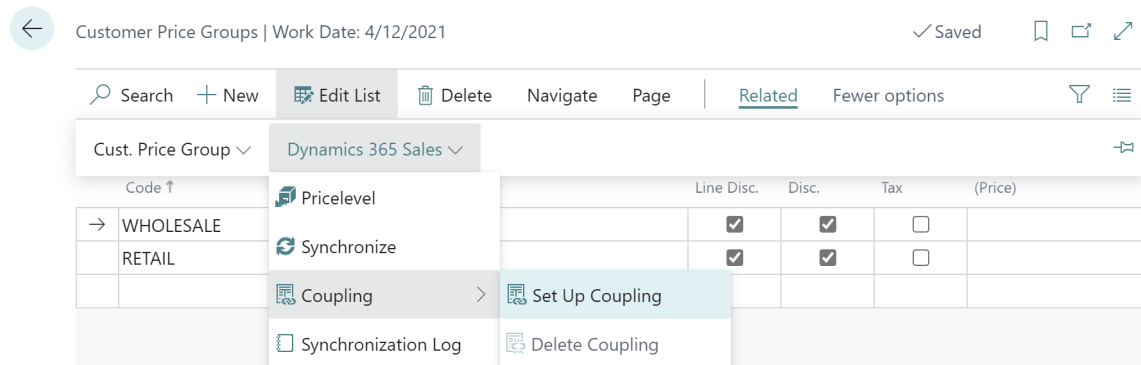 Customer Price Groups | Work Date: 4/12/2021 Saved
Search New Edit List Delete Navigate Page Related Fewer options
Cust. Price Group Dynamics 365 Sales
Code ↑ Line Disc. Disc. Tax (Price)
Pricelevel
WHOLESALE
Synchronize
RETAIL
Coupling Set Up Coupling
Synchronization Log Delete Coupling